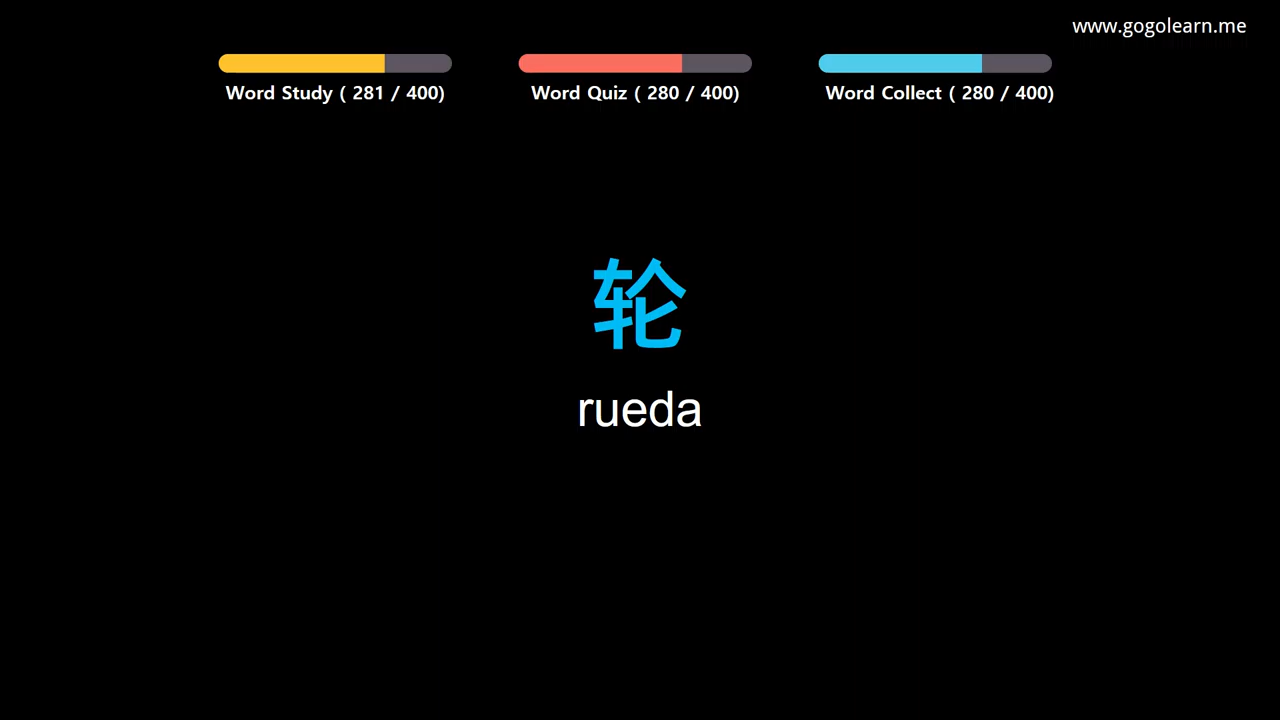 www.gogolearn.me
Word Study ( 281 / 400)
Word Quiz ( 280 / 400)
Word Collect ( 280 / 400)
轮
rueda